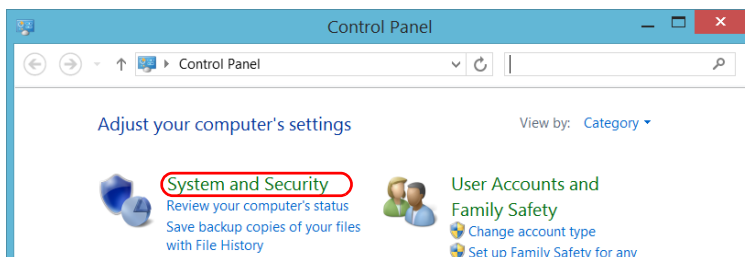 Control Panel
Control Panel
Adjust your computer's settings
View by: Category
System and Security
Review your computer's status
Save backup copies of your files
with File History
User Accounts and
Family Safety
Change account type
Set up Family Safety for any